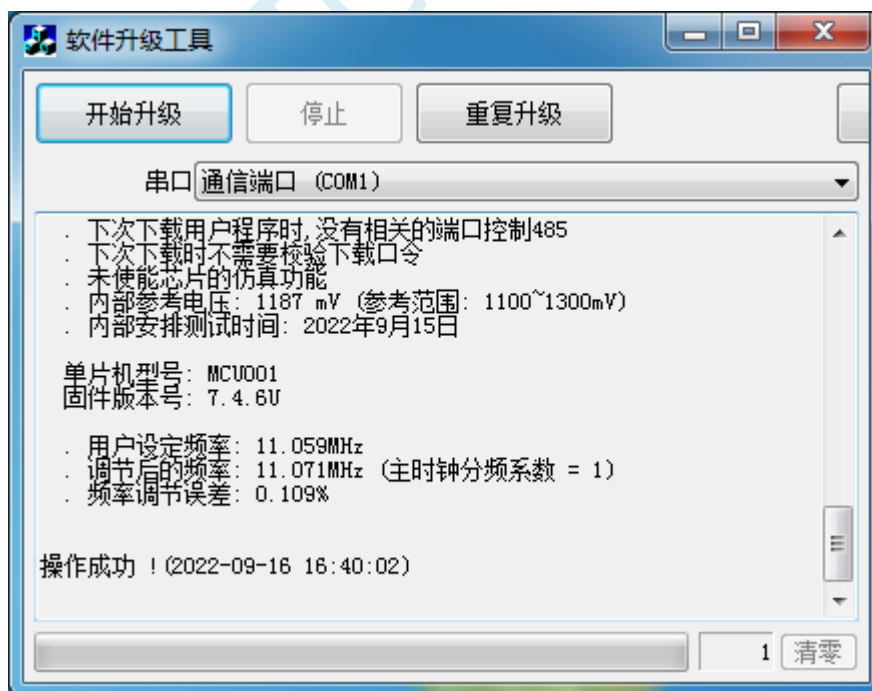 软件升级工具
开始升级 停止 重复升级
串口 通信端口 (COM1)
. 下次下载用户程序时,没有相关的端口控制485
. 下次下载时不需要校验下载口令
. 未使能芯片的仿真功能
. 内部参考电压: 1187 mV (参考范围: 1100~1300mV)
. 内部安排测试时间: 2022年9月15日
单片机型号: MCU001
固件版本号: 7.4.6U
. 用户设定频率: 11.059MHz
. 调节后的频率: 11.071MHz (主时钟分频系数 = 1)
. 频率调节误差: 0.109%
操作成功 !(2022-09-16 16:40:02)
1 清零